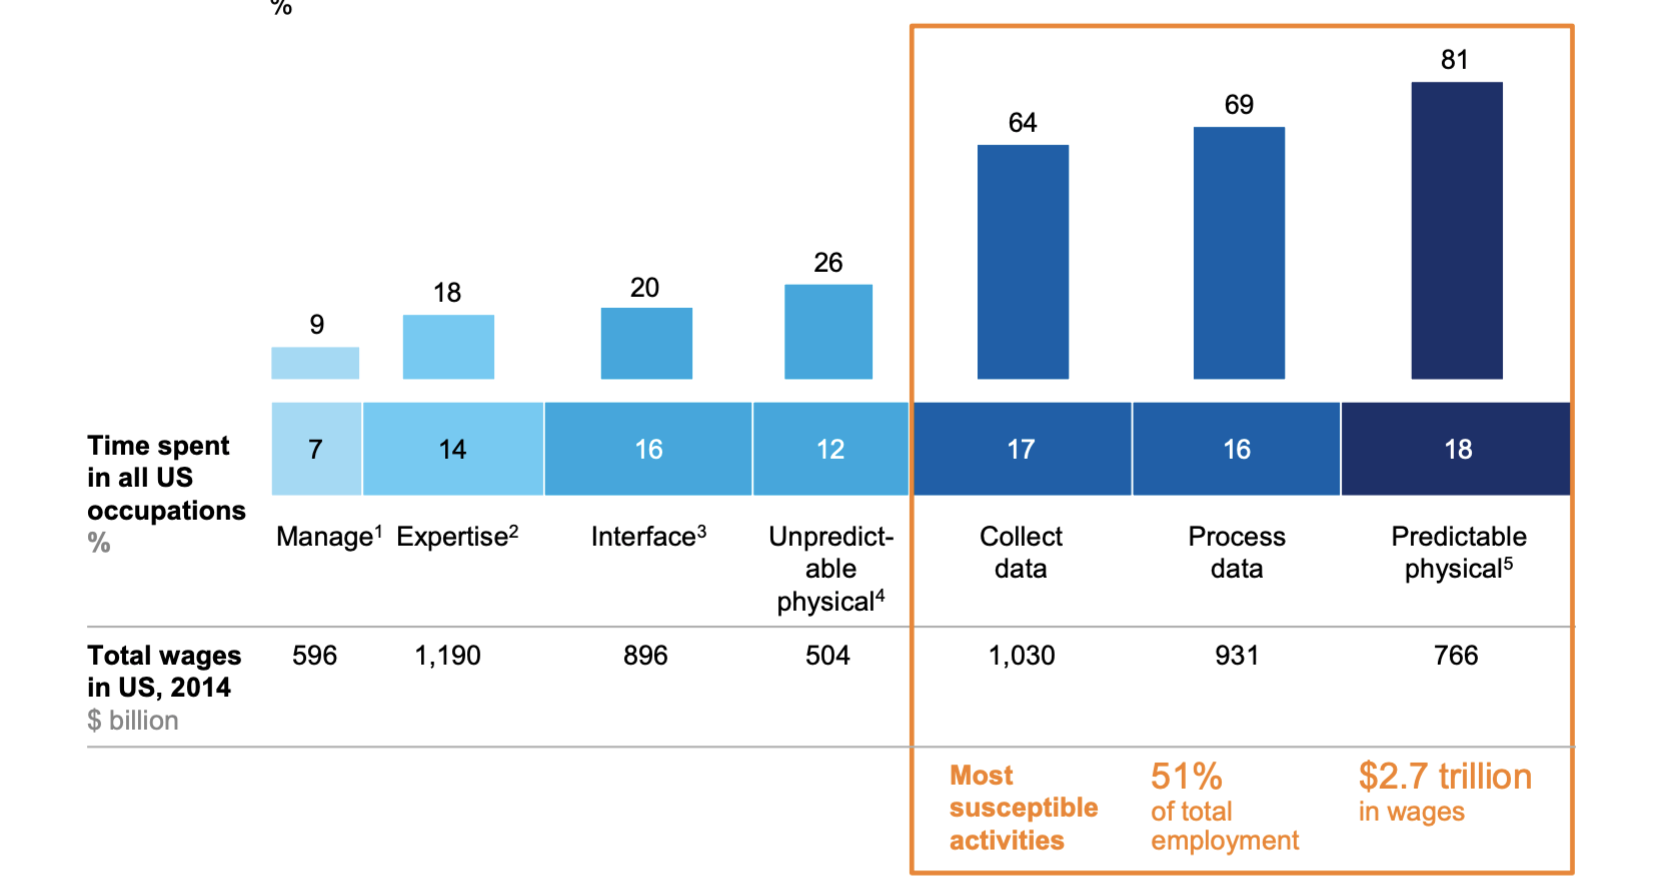 %
81
69
64
26
20
18
9
Time spent
in all US
occupations
%
7 14 16 12 17 16 18
Manage¹ Expertise² Interface³ Unpredict-
able
physical⁴
Collect
data
Process
data
Predictable
physical⁵
Total wages
in US, 2014
$ billion
596 1,190 896 504 1,030 931 766
Most
susceptible
activities
51%
of total
employment
$2.7 trillion
in wages